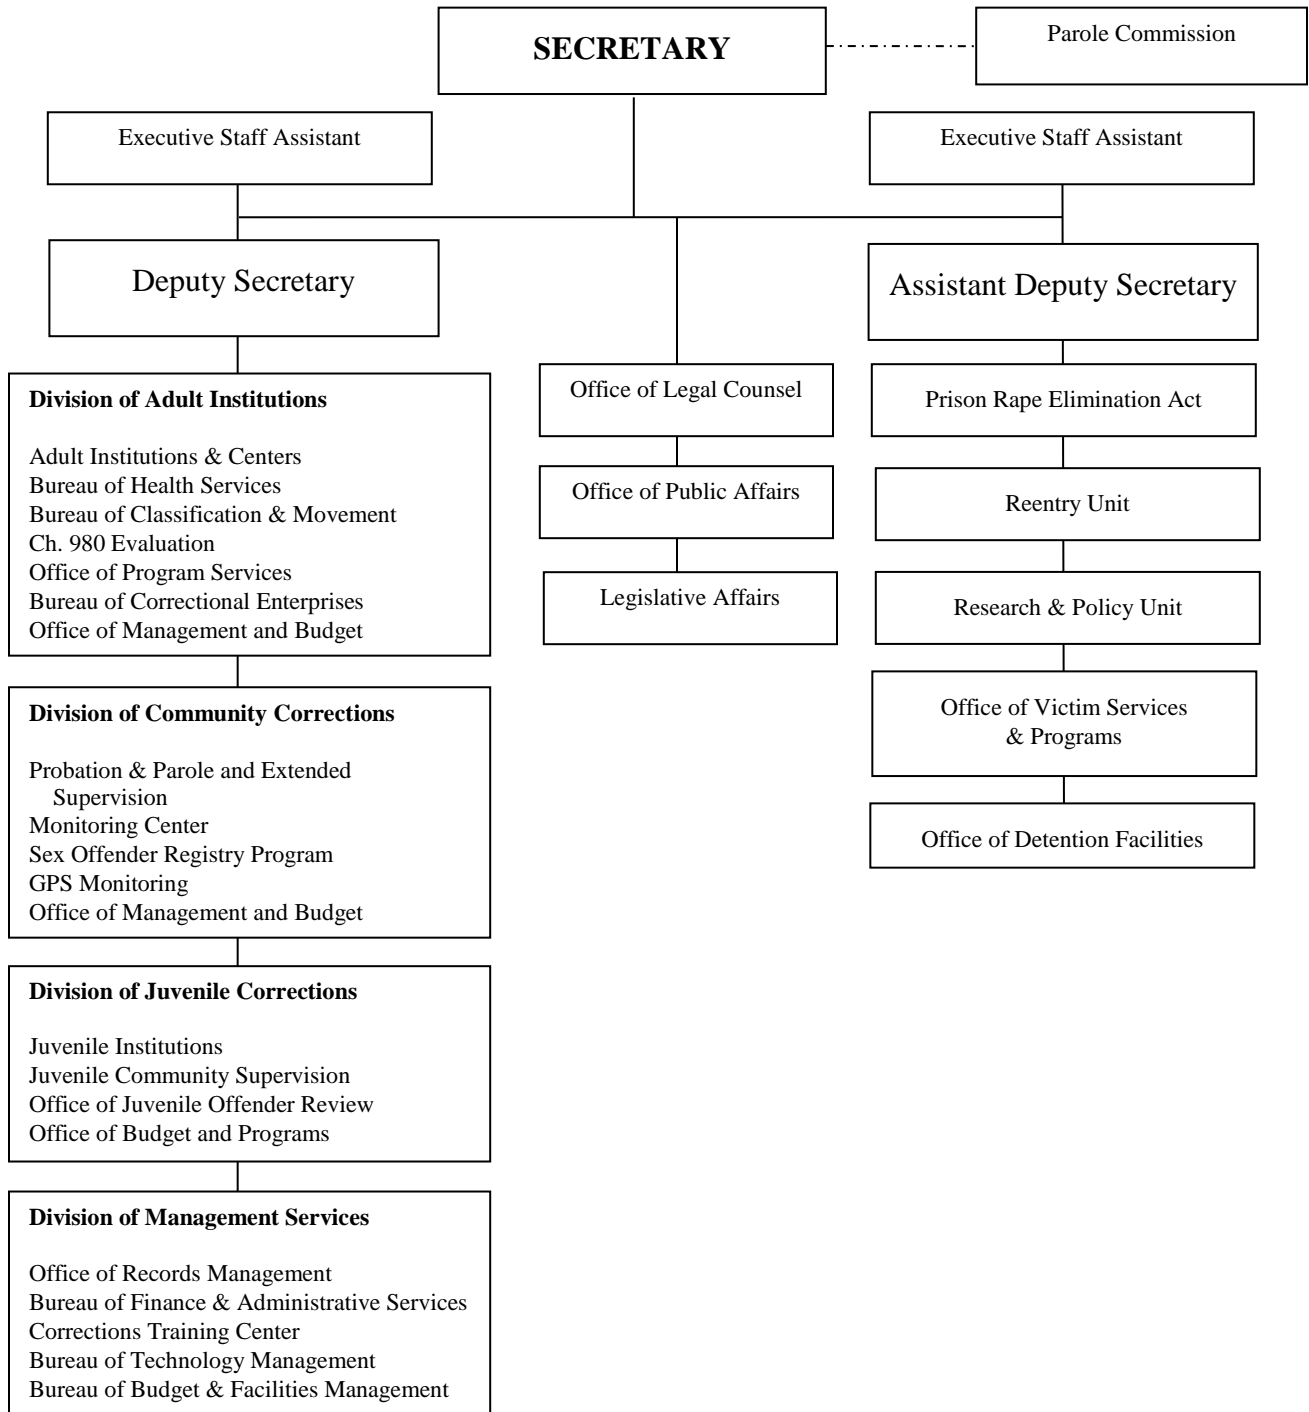 SECRETARY
Parole Commission
Executive Staff Assistant
Executive Staff Assistant
Deputy Secretary
Assistant Deputy Secretary
Division of Adult Institutions
Adult Institutions & Centers
Bureau of Health Services
Bureau of Classification & Movement
Ch. 980 Evaluation
Office of Program Services
Bureau of Correctional Enterprises
Office of Management and Budget
Division of Community Corrections
Probation & Parole and Extended
Supervision
Monitoring Center
Sex Offender Registry Program
GPS Monitoring
Office of Management and Budget
Division of Juvenile Corrections
Juvenile Institutions
Juvenile Community Supervision
Office of Juvenile Offender Review
Office of Budget and Programs
Division of Management Services
Office of Records Management
Bureau of Finance & Administrative Services
Corrections Training Center
Bureau of Technology Management
Bureau of Budget & Facilities Management
Office of Legal Counsel
Office of Public Affairs
Legislative Affairs
Prison Rape Elimination Act
Reentry Unit
Research & Policy Unit
Office of Victim Services
& Programs
Office of Detention Facilities